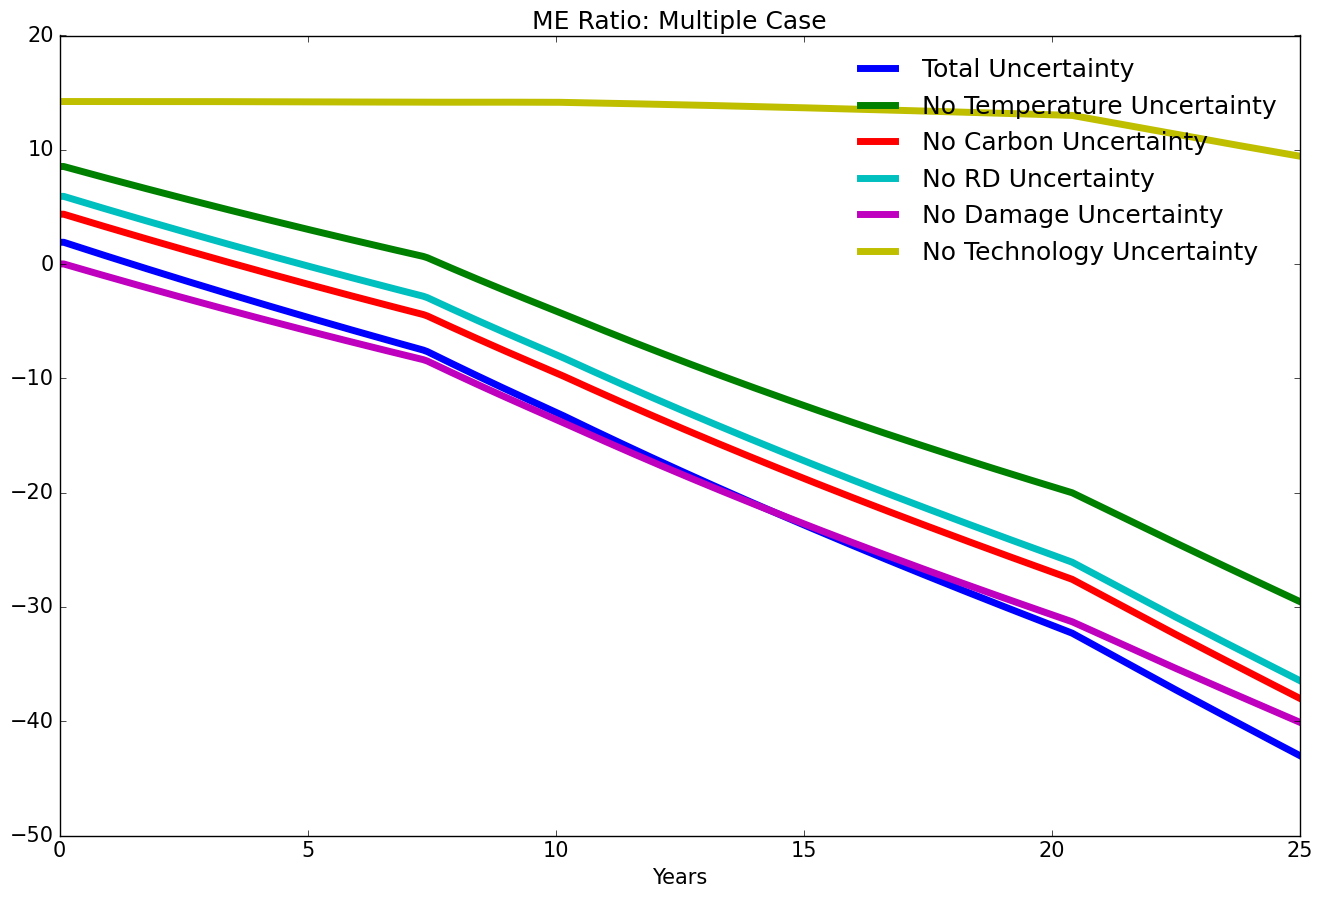 ME Ratio: Multiple Case
20
10
0
−10
−20
−30
−40
−50
Total Uncertainty
No Temperature Uncertainty
No Carbon Uncertainty
No RD Uncertainty
No Damage Uncertainty
No Technology Uncertainty
0 5 10 15 20 25
Years